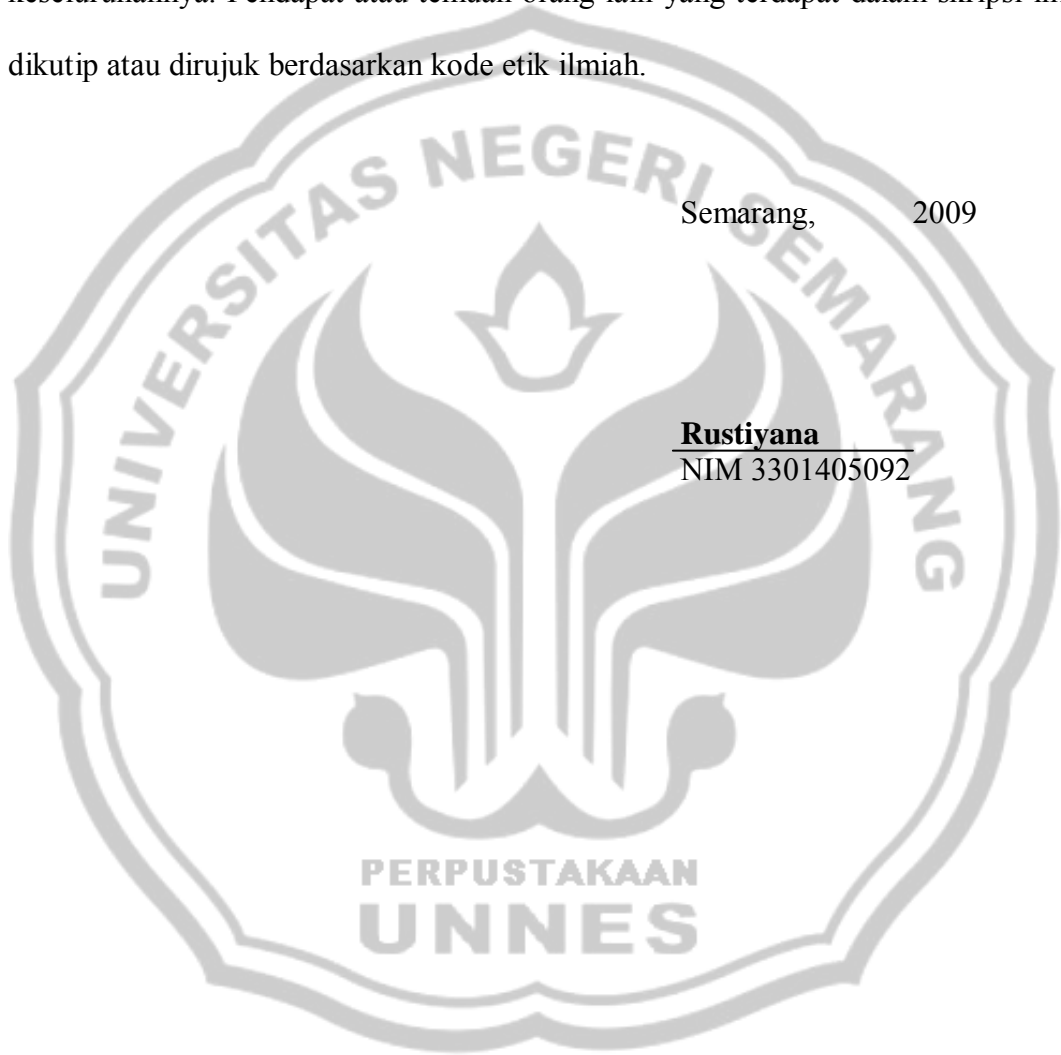 keseluruhannya. Pendapat atau temuan orang lain yang terdapat dalam skripsi ini
dikutip atau dirujuk berdasarkan kode etik ilmiah.
UNIVERSITAS NEGERI SEMARANG
Semarang, 2009
Rustiyana
NIM 3301405092
PERPUSTAKAAN
UNNES